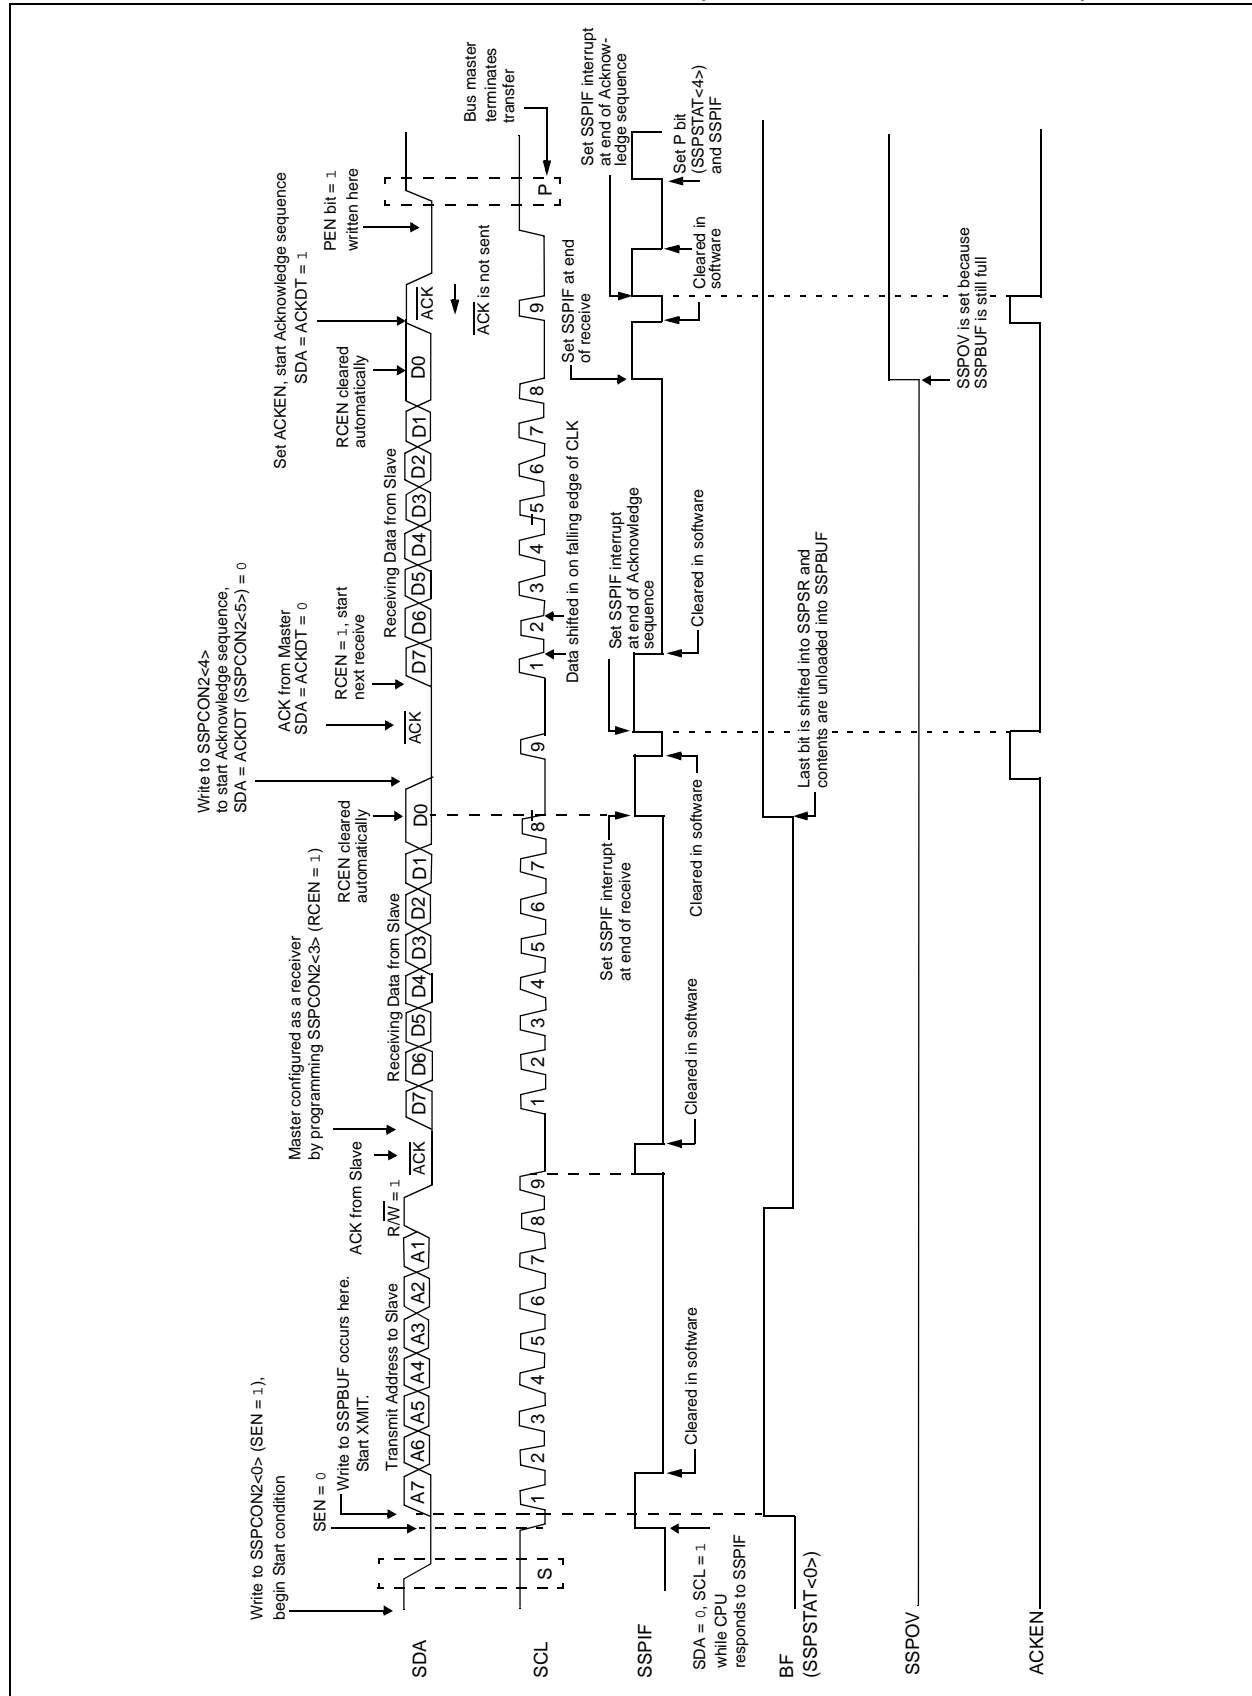 Write to SSPCON2<0> (SEN = 1),
begin Start condition
SEN = 0
Write to SSPBUF occurs here.
Start XMIT.
Transmit Address to Slave
R/W = 1
ACK from Slave
Master configured as a receiver
by programming SSPCON2<3> (RCEN = 1)
Receiving Data from Slave
RCEN cleared
automatically
Write to SSPCON2<4>
to start Acknowledge sequence,
SDA = ACKDT (SSPCON2<5>) = 0
ACK from Master
SDA = ACKDT = 0
RCEN = 1, start
next receive
Receiving Data from Slave
RCEN cleared
automatically
Set ACKEN, start Acknowledge sequence
SDA = ACKDT = 1
PEN bit = 1
written here
SDA
A7 A6 A5 A4 A3 A2 A1 ACK D7 D6 D5 D4 D3 D2 D1 D0 ACK D7 D6 D5 D4 D3 D2 D1 D0 ACK
ACK is not sent
Bus master
terminates
transfer
SCL
S 1 2 3 4 5 6 7 8 9 1 2 3 4 5 6 7 8 9 1 2 3 4 5 6 7 8 9 P
Data shifted in on falling edge of CLK
Set SSPIF interrupt
at end of receive
Set SSPIF interrupt
at end of Acknowledge
sequence
Set SSPIF at end
of receive
Set SSPIF interrupt
at end of Acknow-
ledge sequence
SSPIF
SDA = 0, SCL = 1
while CPU
responds to SSPIF
Cleared in software
Cleared in software
Cleared in software
Cleared in software
Cleared in
software
Set P bit
(SSPSTAT<4>)
and SSPIF
BF
(SSPSTAT<0>)
Last bit is shifted into SSPSR and
contents are unloaded into SSPBUF
SSPOV
SSPOV is set because
SSPBUF is still full
ACKEN